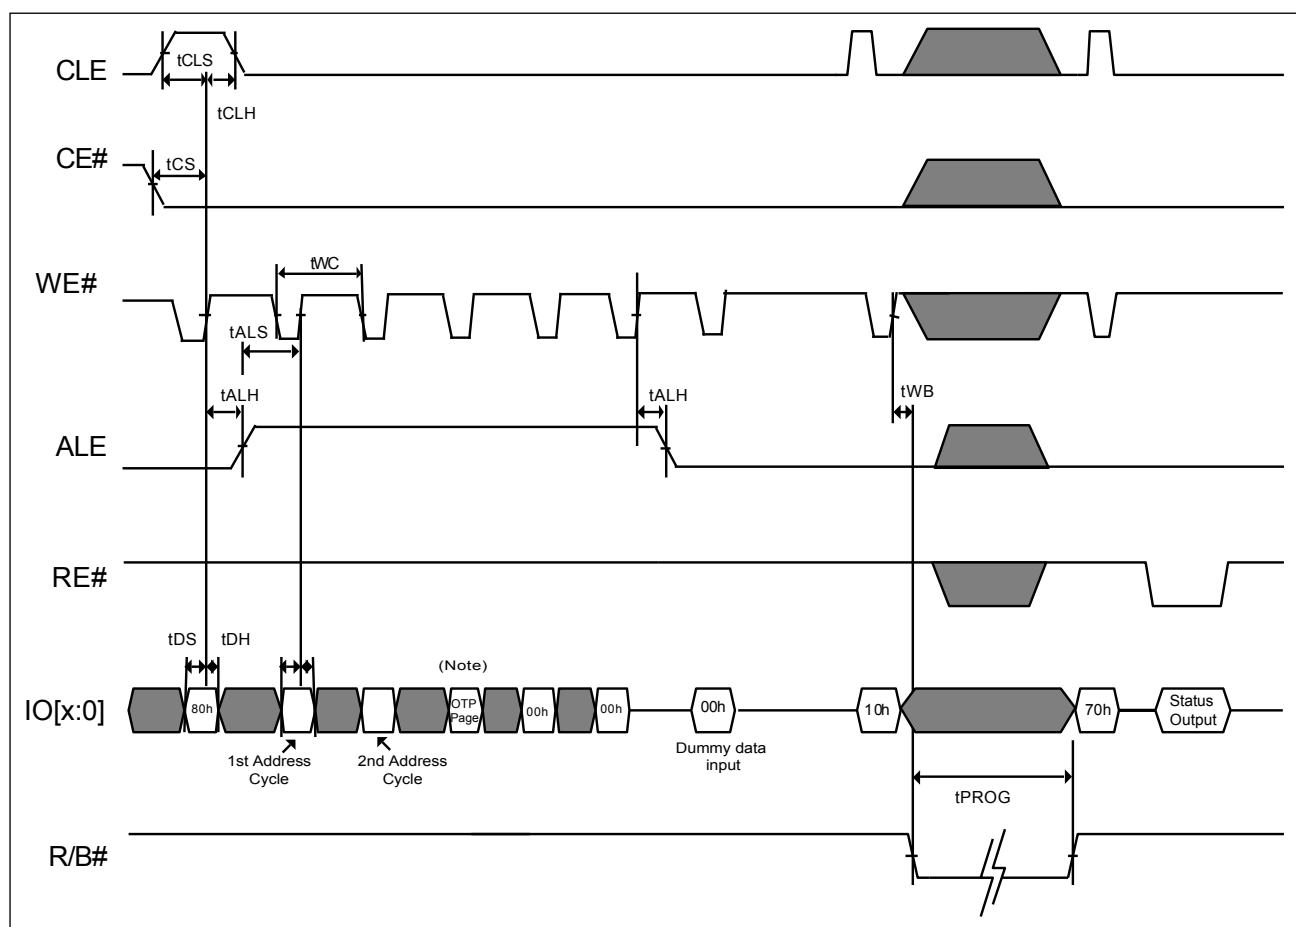 CLE
tCLS
tCLH
CE#
tCS
WE#
tWC
tALS
tALH
tALH
tWB
ALE
RE#
tDS
tDH
(Note)
IO[x:0]
80h
OTP
Page
00h
00h
00h
10h
70h
Status
Output
1st Address
Cycle
2nd Address
Cycle
Dummy data
input
tPROG
R/B#